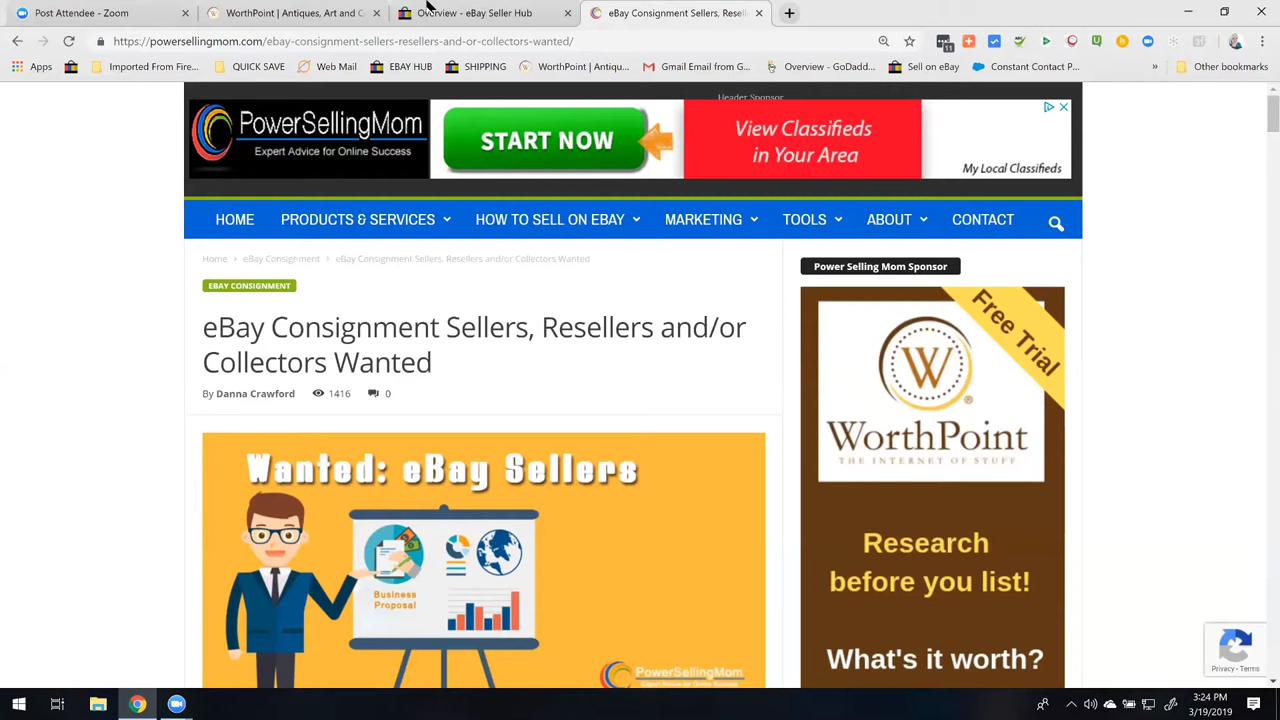 Post Attendees - Zoom
WorthPoint - Antiques, Art, C
Overview - eBay Seller Hub
eBay Consignment Sellers, Resell
https://powersellingmom.com/ebay-consignment-sellers-resellers-and-or-collectors-wanted/
11
Apps
Imported From Fire...
QUICK SAVE
Web Mail
EBAY HUB
SHIPPING
WorthPoint | Antiqu...
Gmail Email from G...
Overview - GoDadd...
Sell on eBay
Constant Contact P...
»
Other bookmarks
Header Sponsor
PowerSellingMom
Expert Advice for Online Success
START NOW
View Classifieds
in Your Area
My Local Classifieds
HOME
PRODUCTS & SERVICES
HOW TO SELL ON EBAY
MARKETING
TOOLS
ABOUT
CONTACT
Home › eBay Consignment › eBay Consignment Sellers, Resellers and/or Collectors Wanted
EBAY CONSIGNMENT
eBay Consignment Sellers, Resellers and/or
Collectors Wanted
By Danna Crawford 1416 0
Wanted: eBay Sellers
Business
Proposal
PowerSellingMom
Expert Advice for Online Success
Power Selling Mom Sponsor
Free Trial
W
®
WorthPoint
THE INTERNET OF STUFF
Research
before you list!
What's it worth?
Privacy - Terms
3:24 PM
3/19/2019